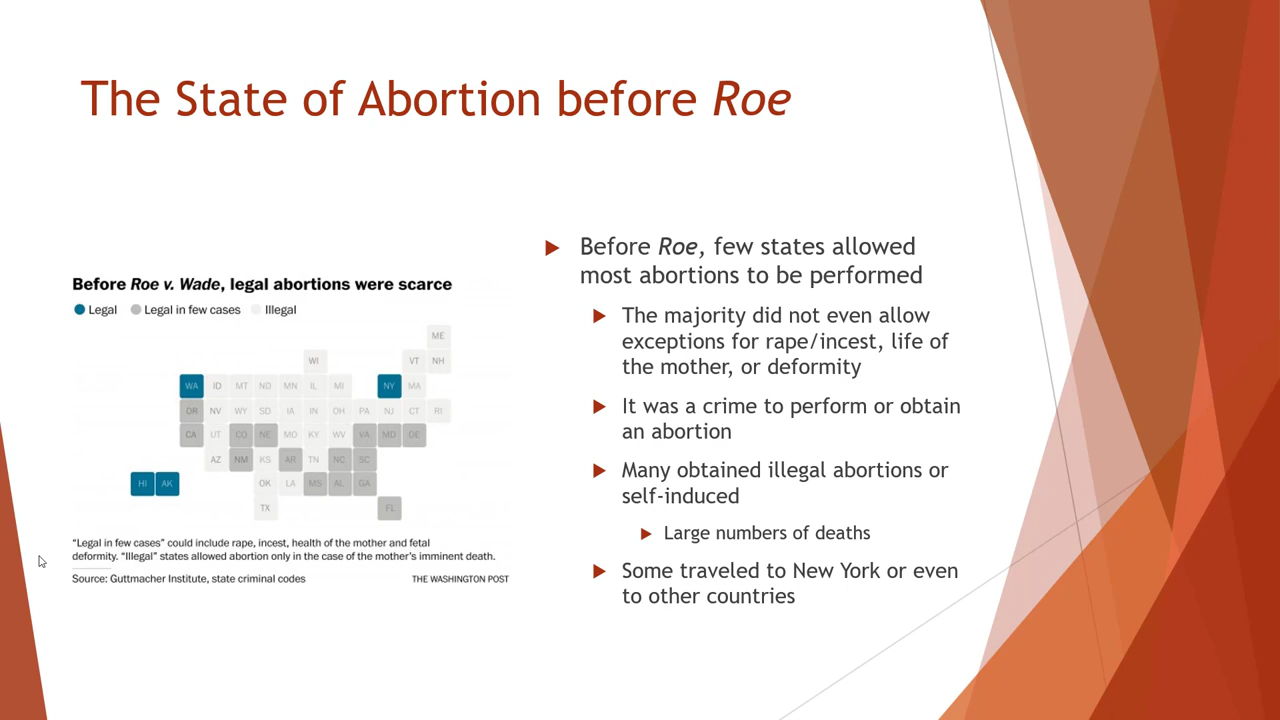 The State of Abortion before Roe
Before Roe v. Wade, legal abortions were scarce
Legal Legal in few cases Illegal
ME
WI VT NH
WA ID MT ND MN IL MI NY MA
OR NV WY SD IA IN OH PA NJ CT RI
CA UT CO NE MO KY WV VA MD DE
AZ NM KS AR TN NC SC
HI AK OK LA MS AL GA
TX FL
"Legal in few cases" could include rape, incest, health of the mother and fetal
deformity. "Illegal" states allowed abortion only in the case of the mother's imminent death.
Source: Guttmacher Institute, state criminal codes THE WASHINGTON POST
Before Roe, few states allowed
most abortions to be performed
The majority did not even allow
exceptions for rape/incest, life of
the mother, or deformity
It was a crime to perform or obtain
an abortion
Many obtained illegal abortions or
self-induced
Large numbers of deaths
Some traveled to New York or even
to other countries